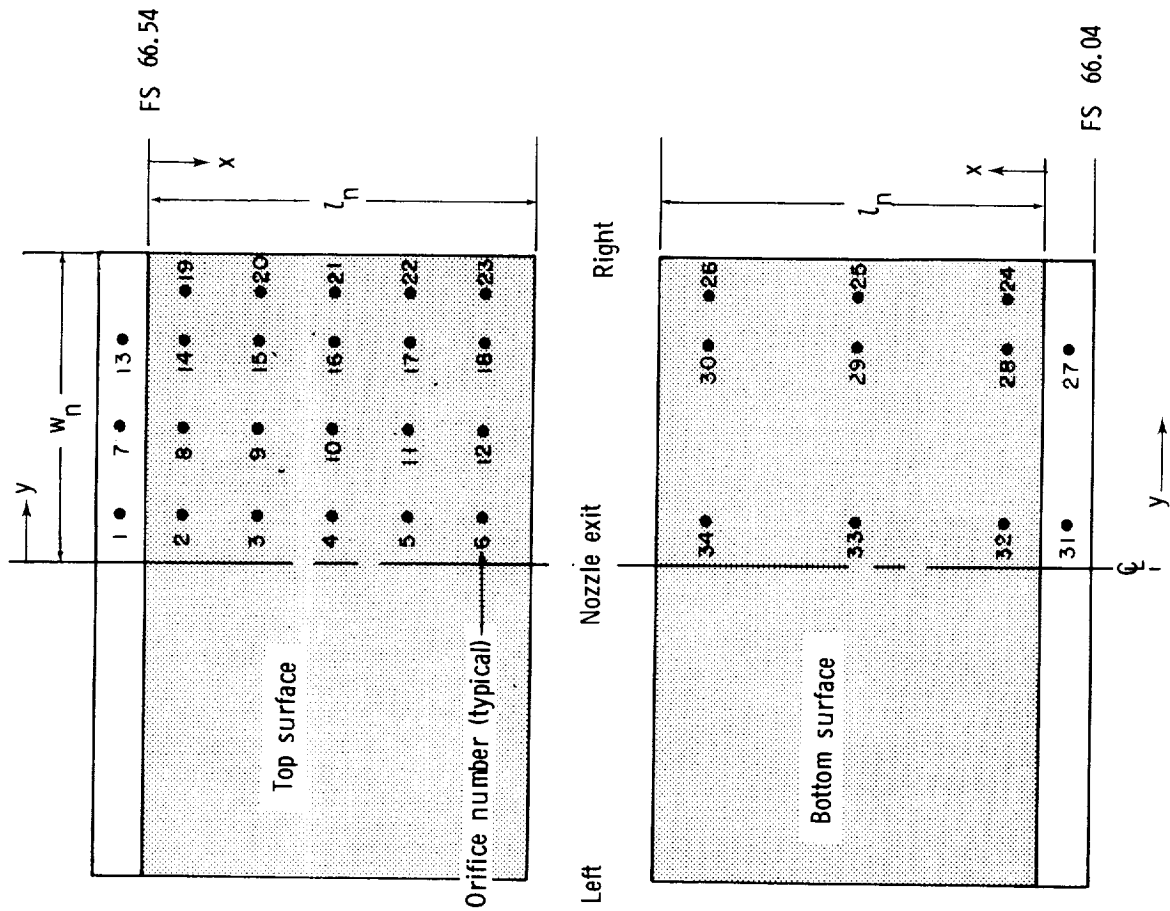 y
W_n
FS 66.54
1 7 13
2 8 14 19
3 9 15 20
4 10 16 21
5 11 17 22
6 12 18 23
x
l_n
Top surface
Orifice number (typical)
Left
Nozzle exit
Right
34 30 26
33 29 25
32 28 24
31 27
l_n
x
Bottom surface
FS 66.04
℄
y